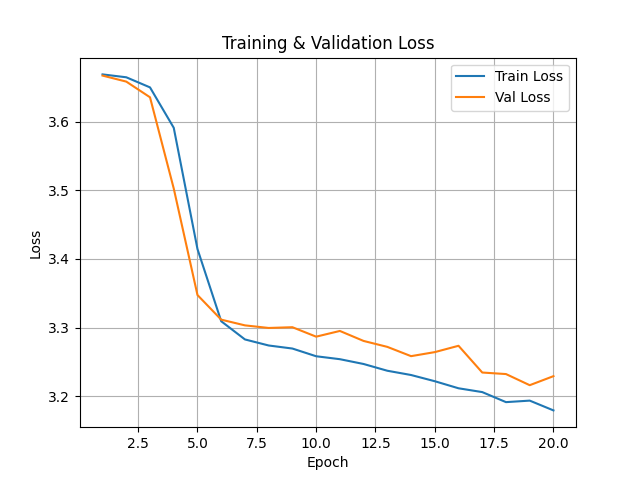 Training & Validation Loss
Train Loss
Val Loss
3.6
3.5
3.4
3.3
3.2
Loss
2.5 5.0 7.5 10.0 12.5 15.0 17.5 20.0
Epoch